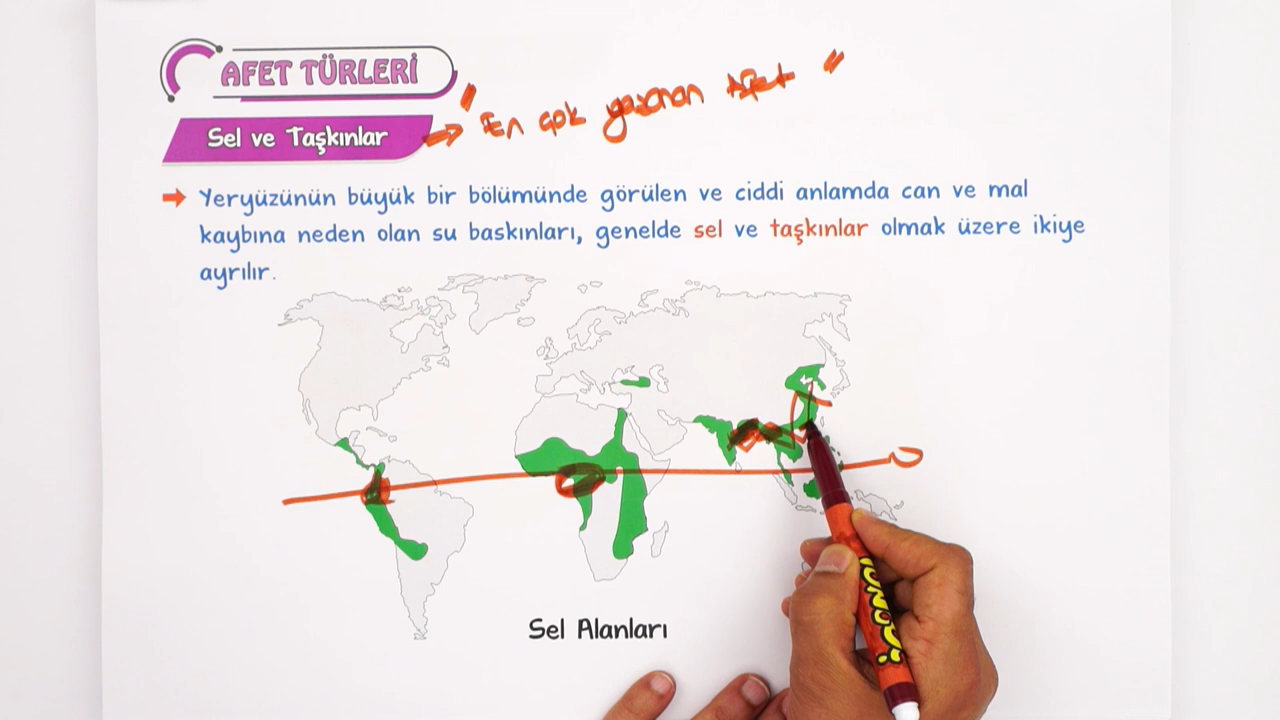 AFET TÜRLERİ
Sel ve Taşkınlar
" En çok yaşanan Afet "
Yeryüzünün büyük bir bölümünde görülen ve ciddi anlamda can ve mal
kaybına neden olan su baskınları, genelde sel ve taşkınlar olmak üzere ikiye
ayrılır.
0
Sel Alanları